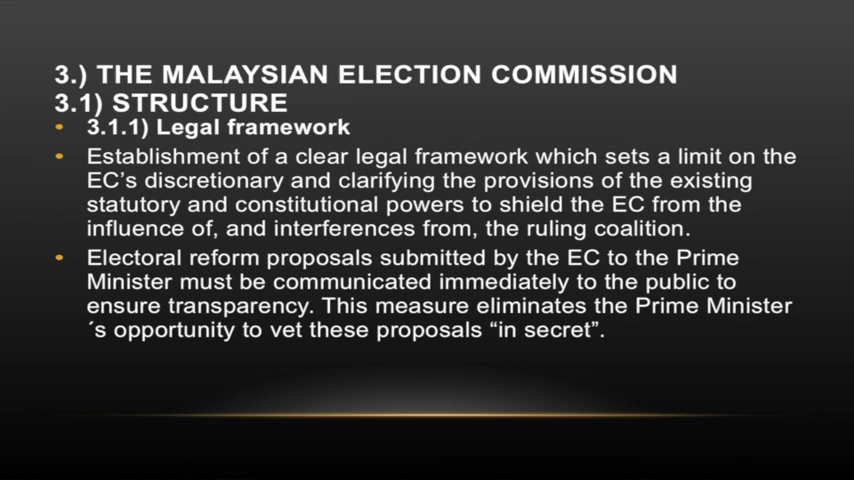 3.) THE MALAYSIAN ELECTION COMMISSION
3.1) STRUCTURE
• 3.1.1) Legal framework
• Establishment of a clear legal framework which sets a limit on the
EC’s discretionary and clarifying the provisions of the existing
statutory and constitutional powers to shield the EC from the
influence of, and interferences from, the ruling coalition.
• Electoral reform proposals submitted by the EC to the Prime
Minister must be communicated immediately to the public to
ensure transparency. This measure eliminates the Prime Minister
´s opportunity to vet these proposals “in secret”.